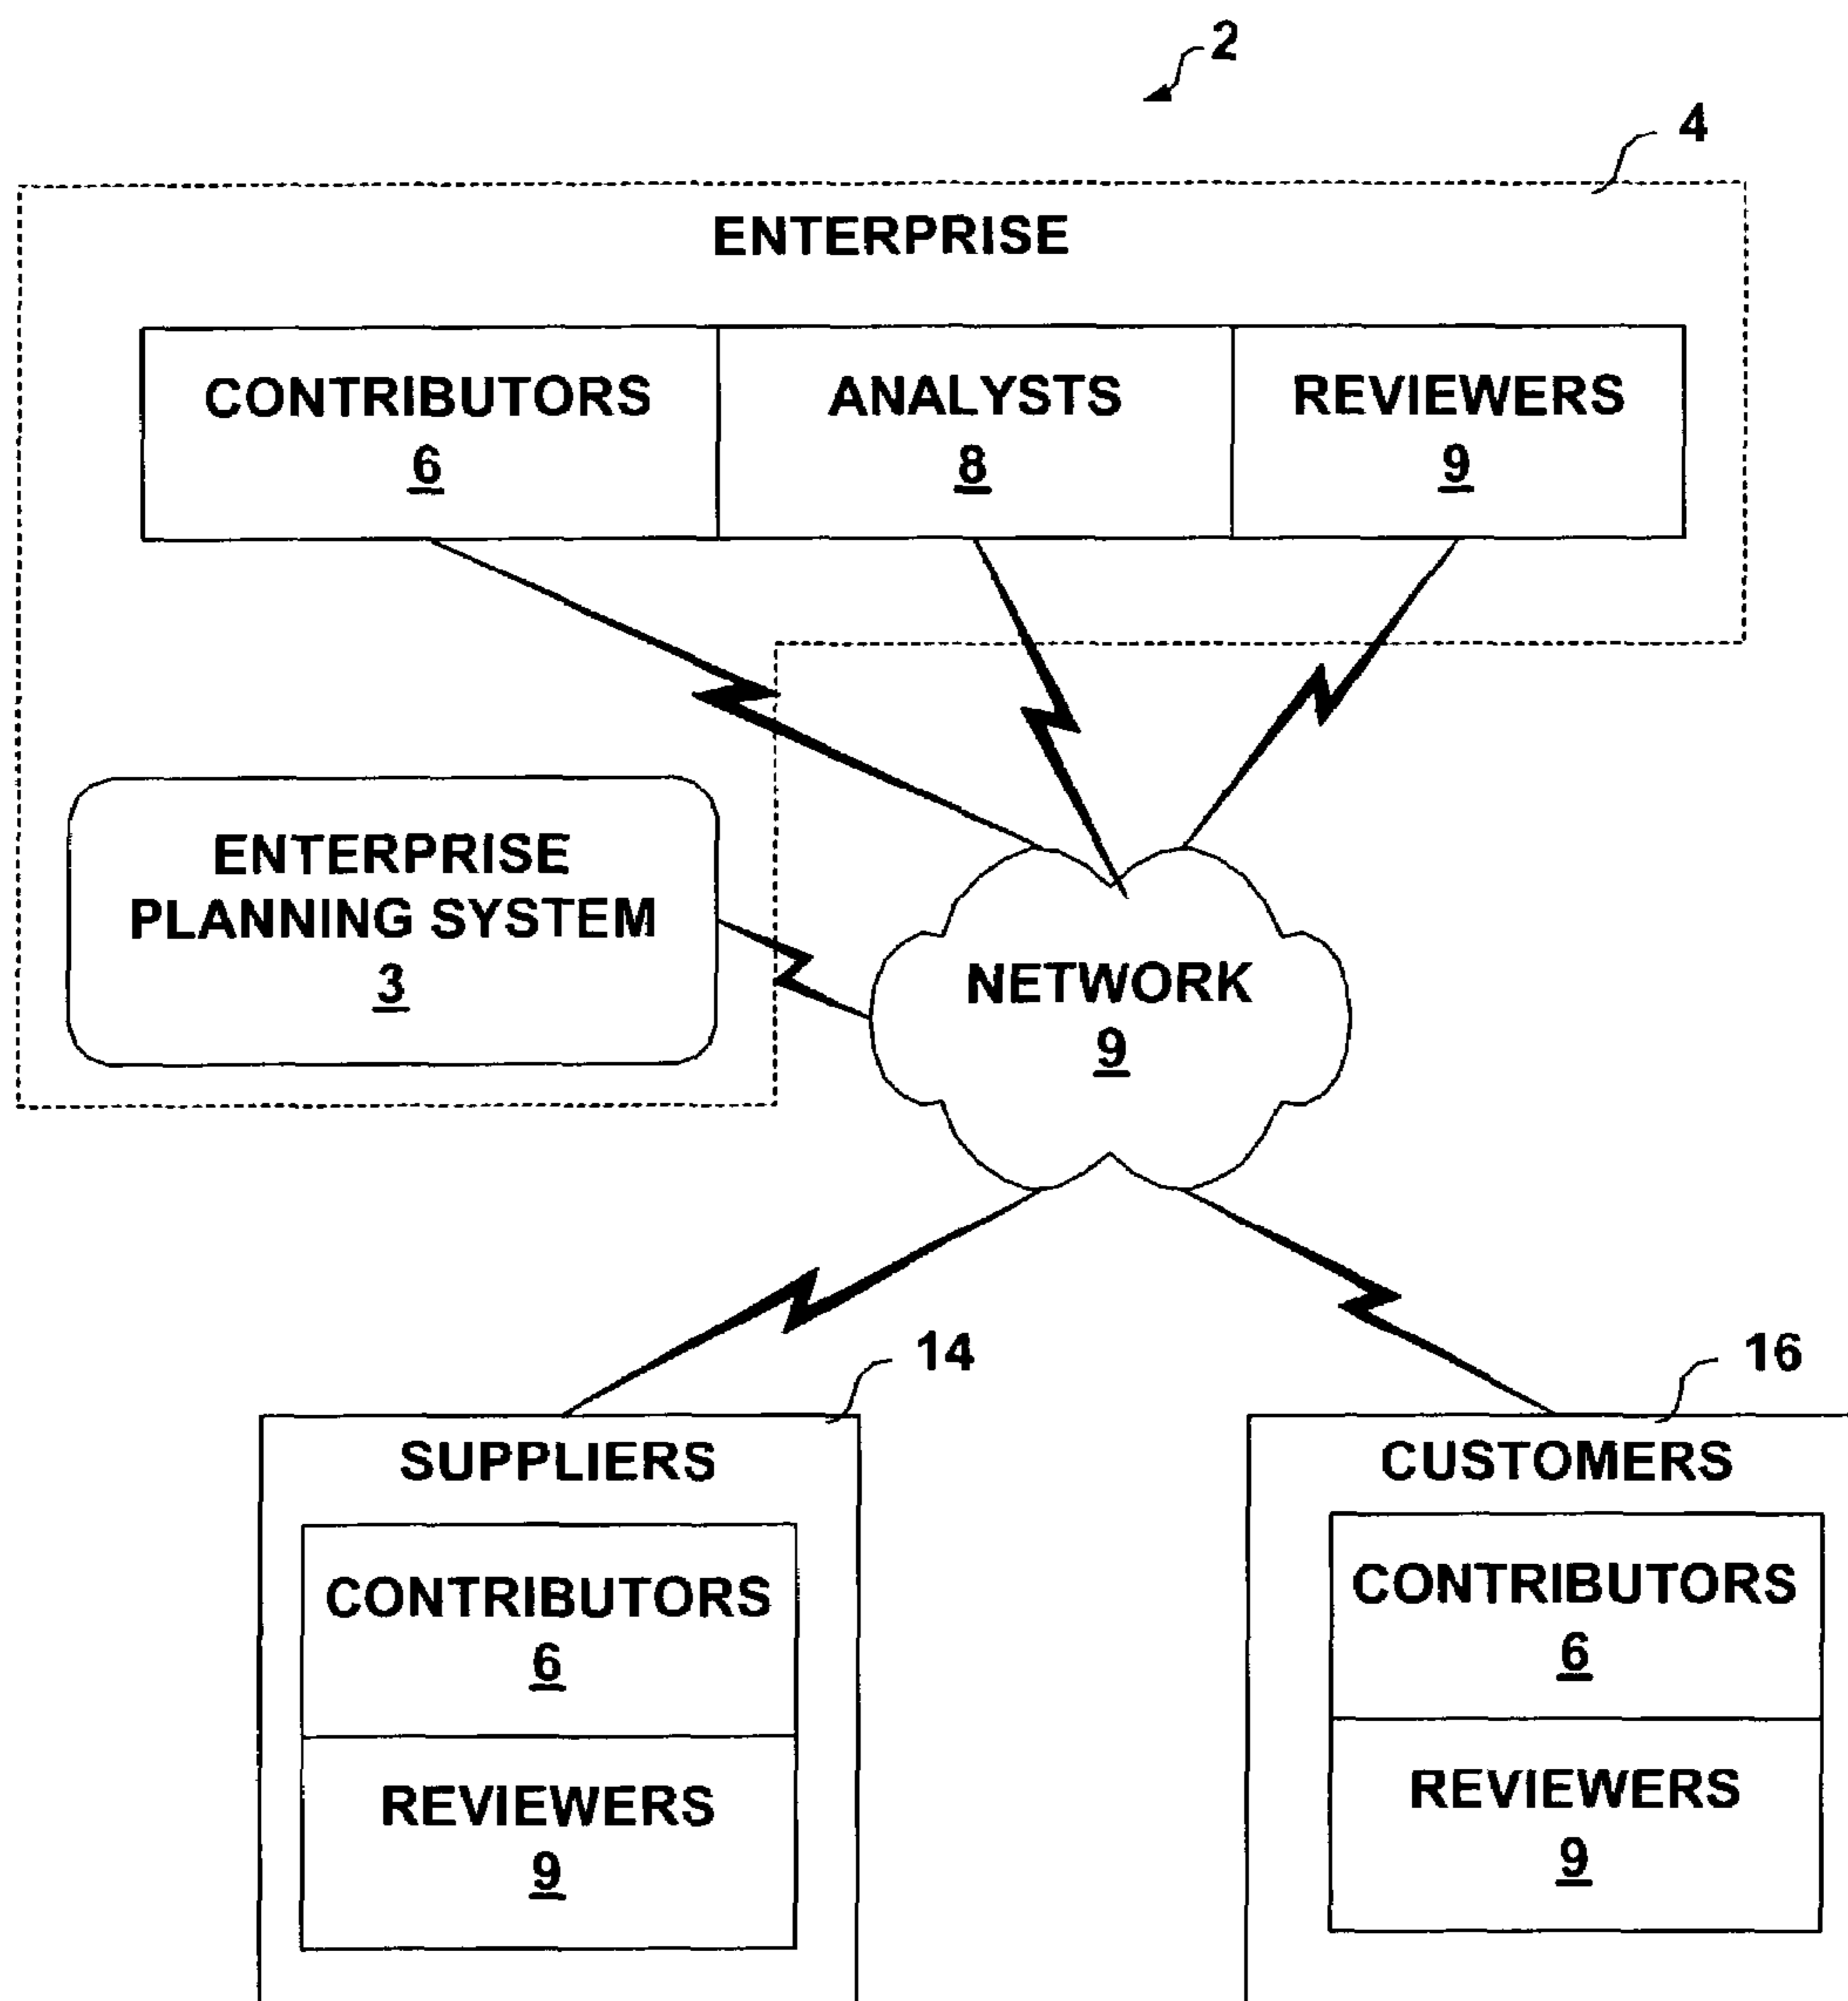 2
4
ENTERPRISE
CONTRIBUTORS
6
ANALYSTS
8
REVIEWERS
9
ENTERPRISE
PLANNING SYSTEM
3
NETWORK
9
14
SUPPLIERS
CONTRIBUTORS
6
REVIEWERS
9
16
CUSTOMERS
CONTRIBUTORS
6
REVIEWERS
9